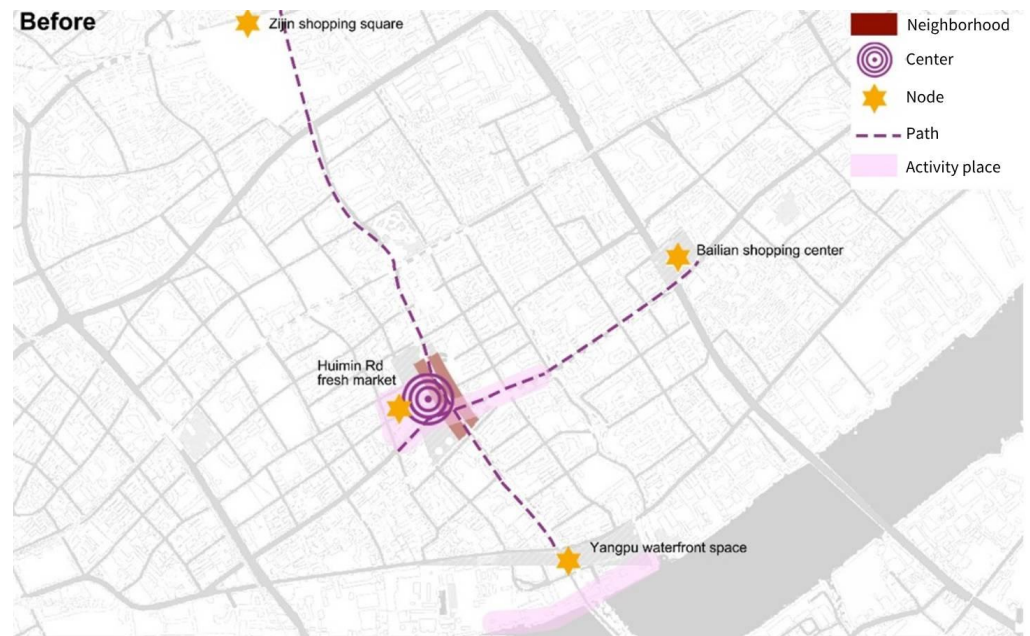 Before
Zijin shopping square
Neighborhood
Center
Node
Path
Activity place
Bailian shopping center
Huimin Rd
fresh market
Yangpu waterfront space